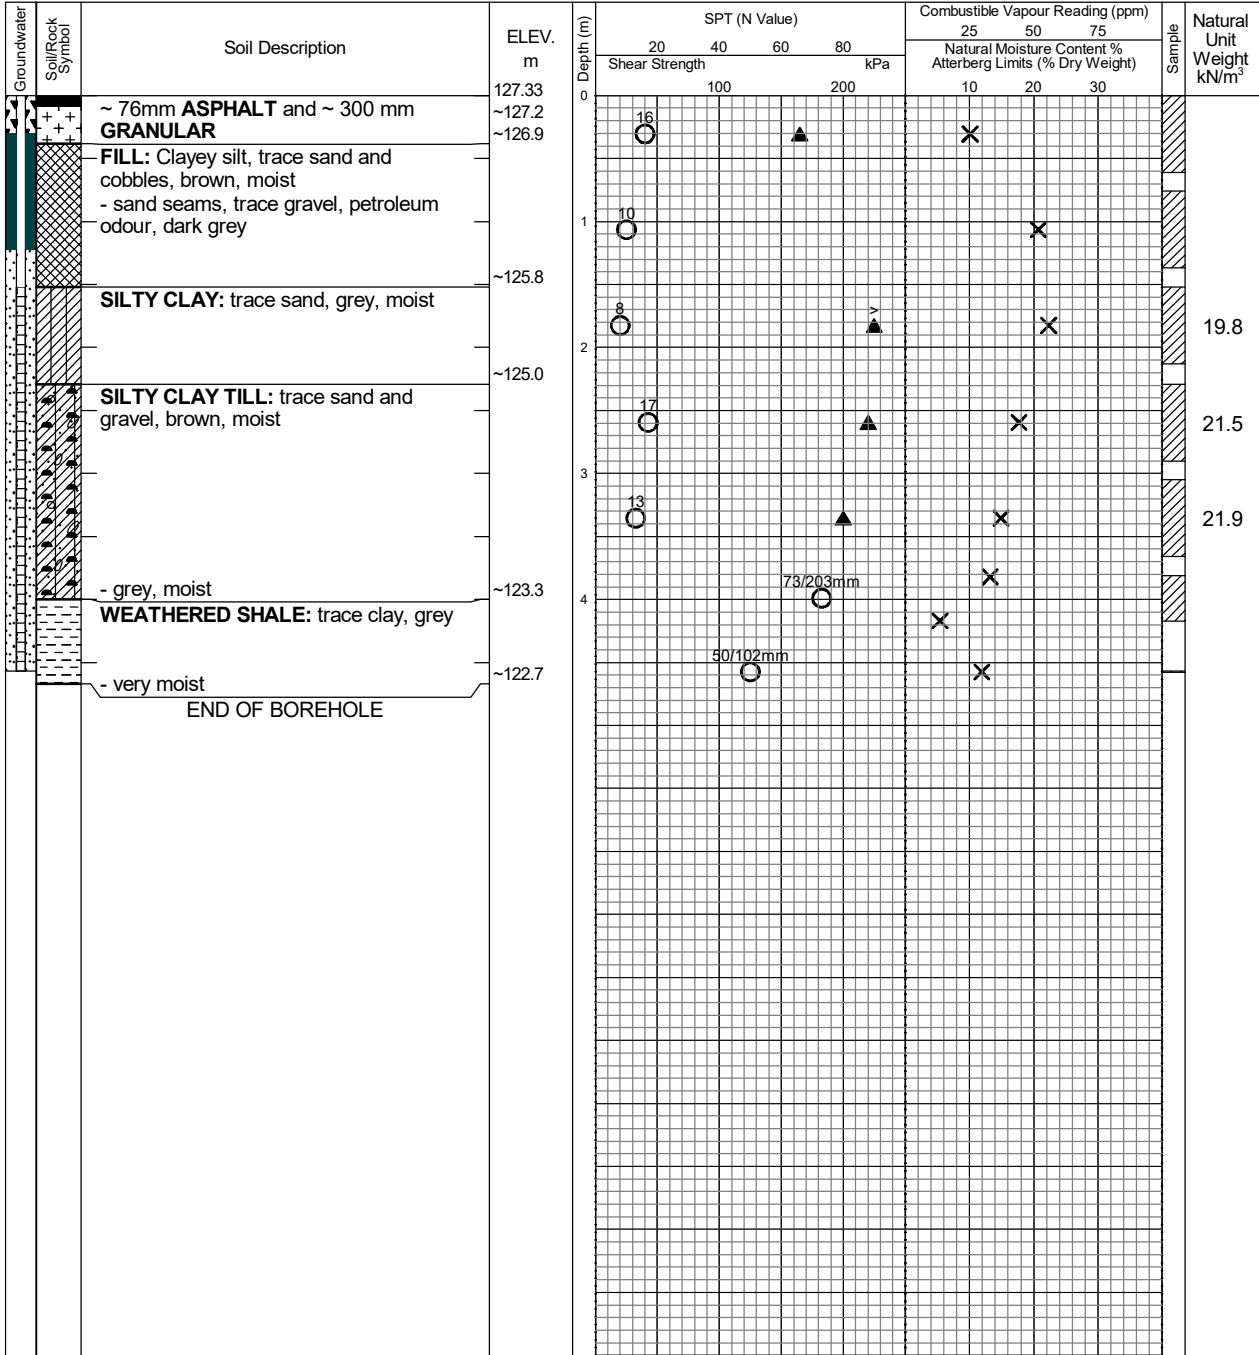 Groundwater
Soil/Rock
Symbol
Soil Description
ELEV.
m
Depth (m)
SPT (N Value)
20 40 60 80
Shear Strength kPa
100 200
Combustible Vapour Reading (ppm)
25 50 75
Natural Moisture Content %
Atterberg Limits (% Dry Weight)
10 20 30
Sample
Natural
Unit
Weight
kN/m³
127.33
0
~ 76mm ASPHALT and ~ 300 mm
GRANULAR
~127.2
~126.9
16
FILL: Clayey silt, trace sand and
cobbles, brown, moist
- sand seams, trace gravel, petroleum
odour, dark grey
10
1
~125.8
SILTY CLAY: trace sand, grey, moist
8
>
19.8
2
~125.0
SILTY CLAY TILL: trace sand and
gravel, brown, moist
17
21.5
3
13
21.9
- grey, moist
~123.3
73/203mm
4
WEATHERED SHALE: trace clay, grey
50/102mm
~122.7
- very moist
END OF BOREHOLE